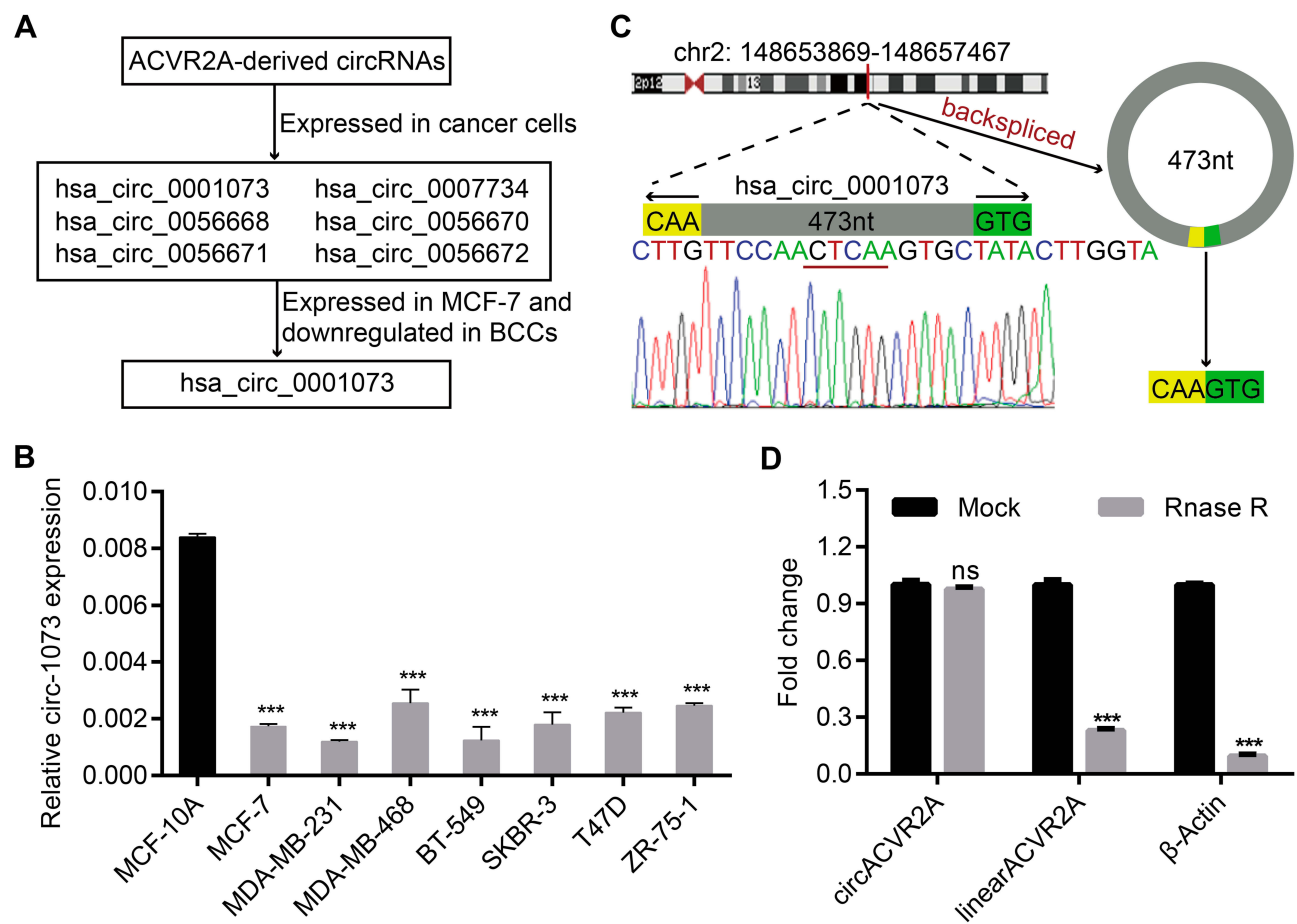 A
ACVR2A-derived circRNAs
Expressed in cancer cells
hsa_circ_0001073 hsa_circ_0007734
hsa_circ_0056668 hsa_circ_0056670
hsa_circ_0056671 hsa_circ_0056672
Expressed in MCF-7 and
downregulated in BCCs
hsa_circ_0001073
C
chr2: 148653869-148657467
2p12 13
backspliced
473nt
hsa_circ_0001073
CAA 473nt GTG
CTTGTTCCAACTCAAGTGCTATACTTGGTA
CAAGTG
B
Relative circ-1073 expression
0.010
0.008
0.006
0.004
0.002
0.000
*** *** *** *** *** *** ***
MCF-10A MCF-7 MDA-MB-231 MDA-MB-468 BT-549 SKBR-3 T47D ZR-75-1
D
Fold change
1.5
1.2
0.9
0.6
0.3
0.0
Mock Rnase R
ns *** ***
circACVR2A linearACVR2A β-Actin